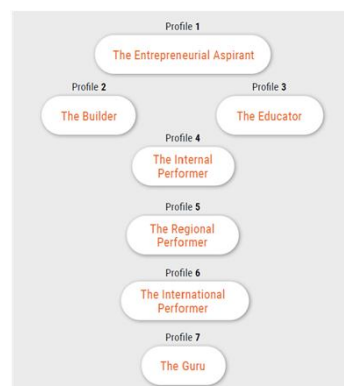 Profile 1
The Entrepreneurial Aspirant
Profile 2
The Builder
Profile 3
The Educator
Profile 4
The Internal
Performer
Profile 5
The Regional
Performer
Profile 6
The International
Performer
Profile 7
The Guru